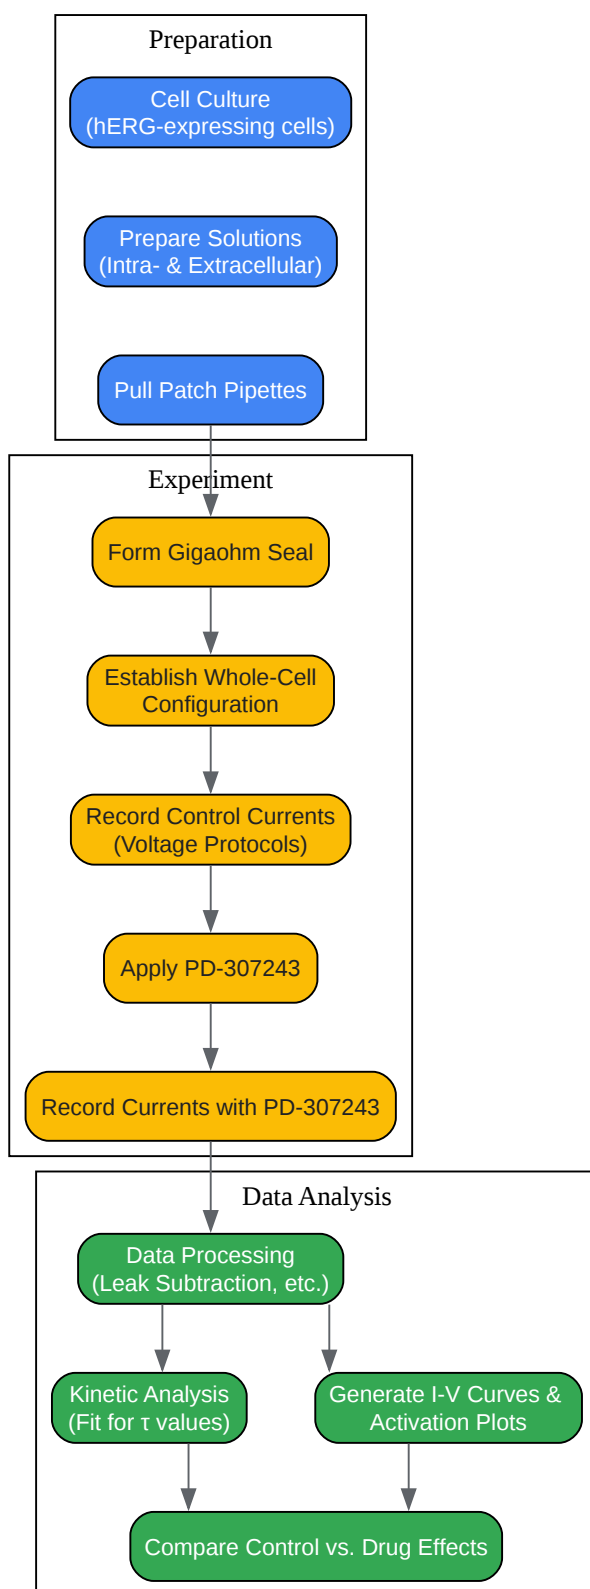 Preparation
Cell Culture
(hERG-expressing cells)
Prepare Solutions
(Intra- & Extracellular)
Pull Patch Pipettes
Experiment
Form Gigaohm Seal
Establish Whole-Cell
Configuration
Record Control Currents
(Voltage Protocols)
Apply PD-307243
Record Currents with PD-307243
Data Analysis
Data Processing
(Leak Subtraction, etc.)
Kinetic Analysis
(Fit for τ values)
Generate I-V Curves &
Activation Plots
Compare Control vs. Drug Effects